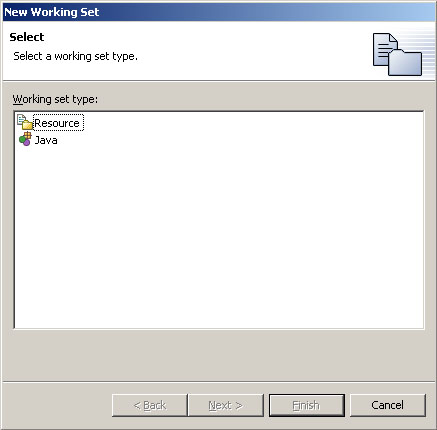 New Working Set
Select
Select a working set type.
Working set type:
Resource
Java
< Back
Next >
Finish
Cancel